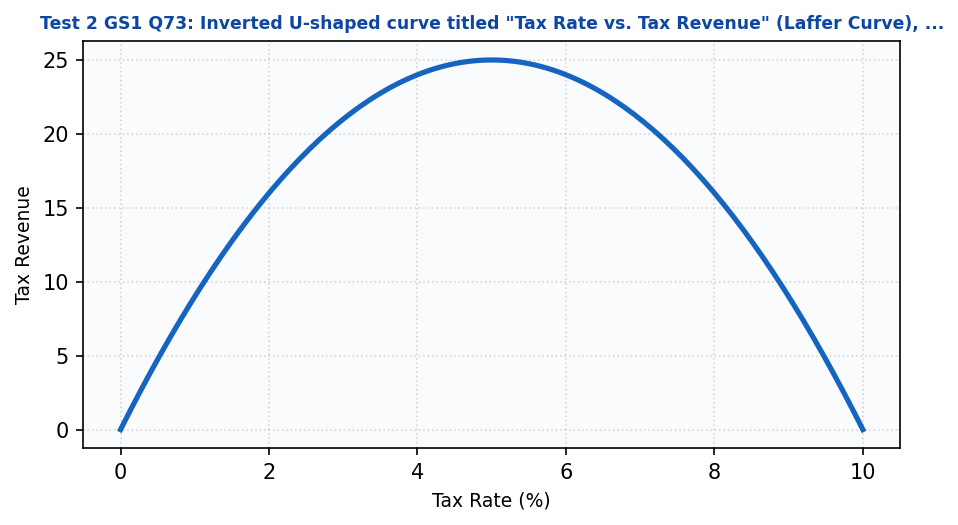 Test 2 GS1 Q73: Inverted U-shaped curve titled "Tax Rate vs. Tax Revenue" (Laffer Curve), ...
25
20
15
10
5
0
Tax Revenue
0 2 4 6 8 10
Tax Rate (%)